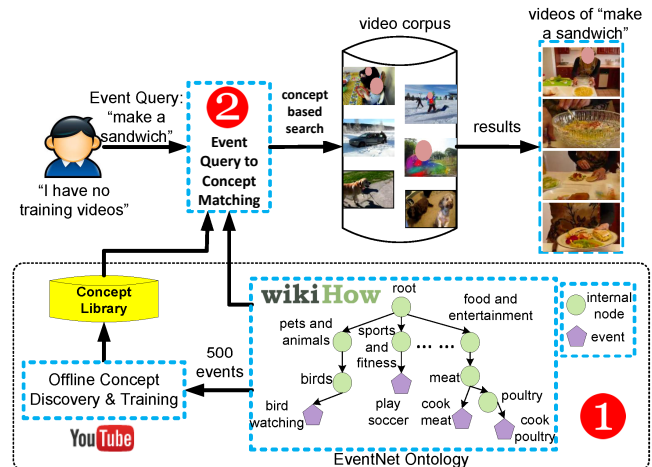 video corpus
videos of “make
a sandwich”
Event Query:
“make a
sandwich”
2
Event
Query to
Concept
Matching
concept
based
search
results
“I have no
training videos”
Concept
Library
500
events
Offline Concept
Discovery & Training
YouTube
wikiHow
root
food and
entertainment
pets and
animals
sports
and
fitness
... ...
birds
meat
poultry
bird
watching
play
soccer
cook
meat
cook
poultry
internal
node
event
1
EventNet Ontology